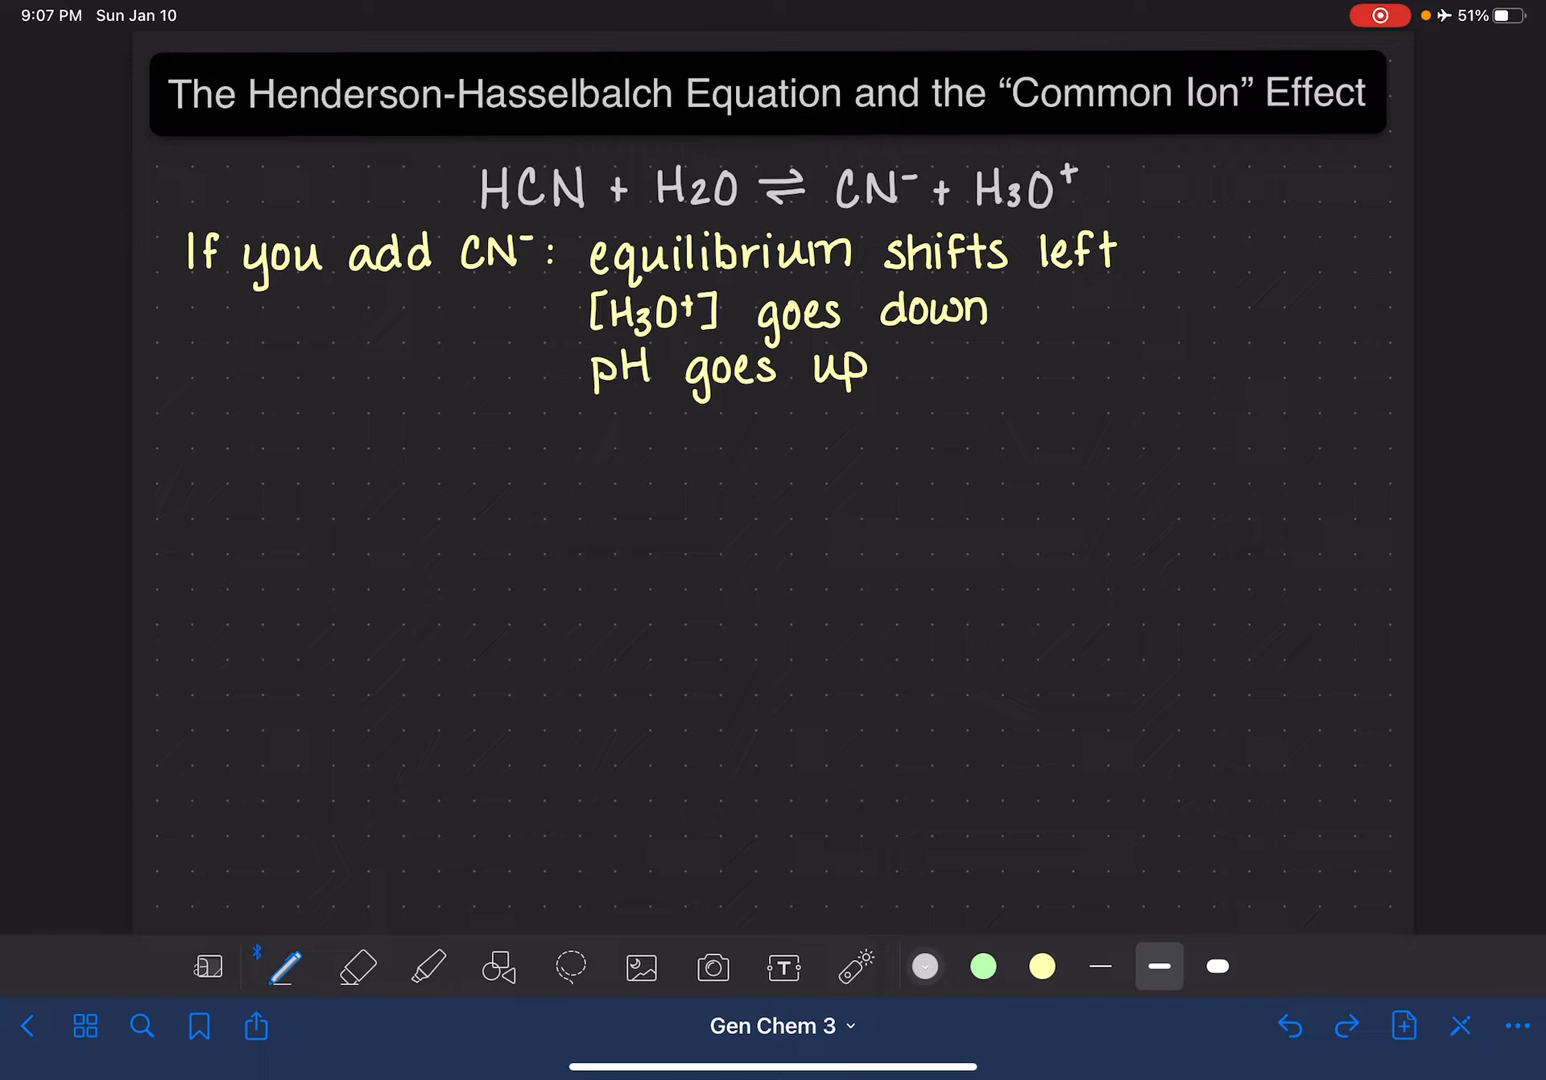 9:07 PM Sun Jan 10
51%
The Henderson-Hasselbalch Equation and the “Common Ion” Effect
HCN + H2O ⇌ CN⁻ + H₃O⁺
If you add CN⁻: equilibrium shifts left
[H₃O⁺] goes down
pH goes up
T
Gen Chem 3